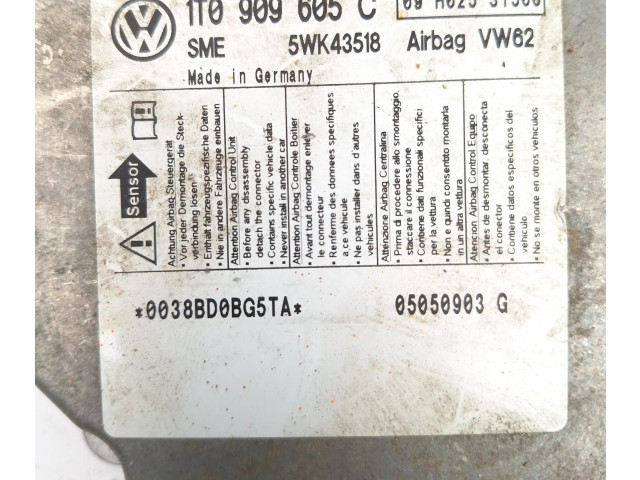 1T0 909 605 C
SME 5WK43518 Airbag VW62
Made in Germany
Sensor
Achtung Airbag-Steuergerät
• Vor jeder Demontage die Steck-
verbindung lösen
• Enthält fahrzeugspezifische Daten
• Nie in andere Fahrzeuge einbauen
Attention Airbag Control Unit
• Before any disassembly
detach the connector
• Contains specific vehicle data
• Never install in another car
Attention Airbag Controle Boitier
• Avant tout demontage enlever
le connecteur
• Renferme des donnees specifiques
a ce vehicule
• Ne pas installer dans d'autres
vehicules
Attenzione Airbag Centralina
• Prima di procedere allo smontaggio,
staccare il connessione
• Contiene dati funzionali specifici
per la vettura
• Non e quindi consentito montarla
in un altra vettura
Atencion Airbag Control Equipo
• Antes de desmontar, desconecta
el conector
• Contiene datos especificos del
vehiculo
• No se monte en otros vehiculos
*0038BD0BG5TA* 05050903 G